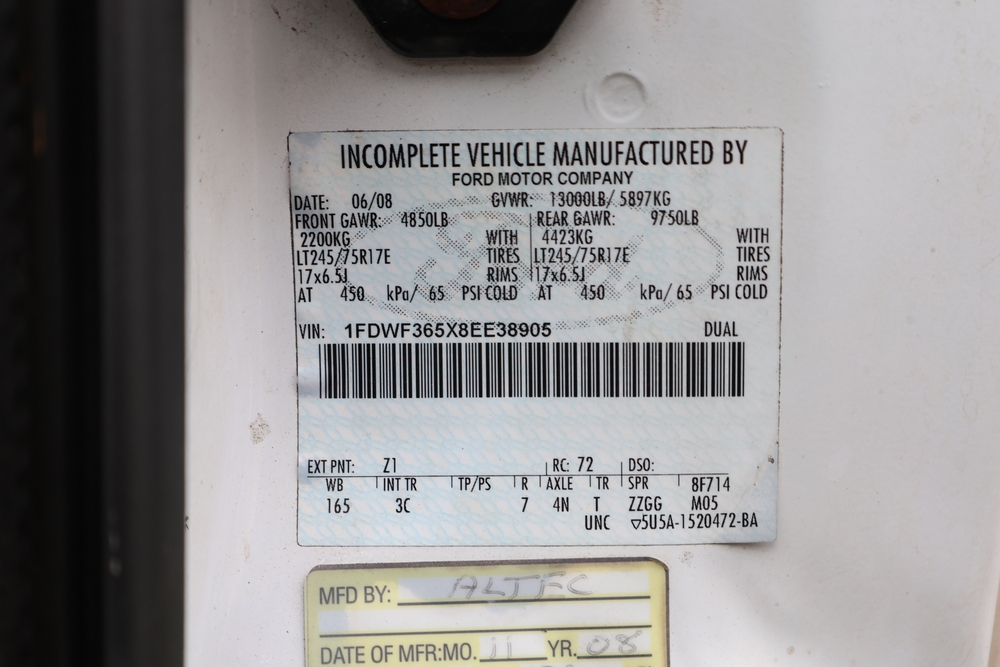 INCOMPLETE VEHICLE MANUFACTURED BY
FORD MOTOR COMPANY
DATE: 06/08 GVWR: 13000LB/ 5897KG
FRONT GAWR: 4850LB REAR GAWR: 9750LB
2200KG WITH 4423KG WITH
LT245/75R17E TIRES LT245/75R17E TIRES
17x6.5J RIMS 17x6.5J RIMS
AT 450 kPa/ 65 PSI COLD AT 450 kPa/ 65 PSI COLD
VIN: 1FDWF365X8EE38905 DUAL
EXT PNT: Z1 RC: 72 DSO:
WB INT TR TP/PS R AXLE TR SPR 8F714
165 3C 7 4N T ZZGG M05
UNC ▽5U5A-1520472-BA
MFD BY: ALTEC
DATE OF MFR:MO. 11 YR. 08